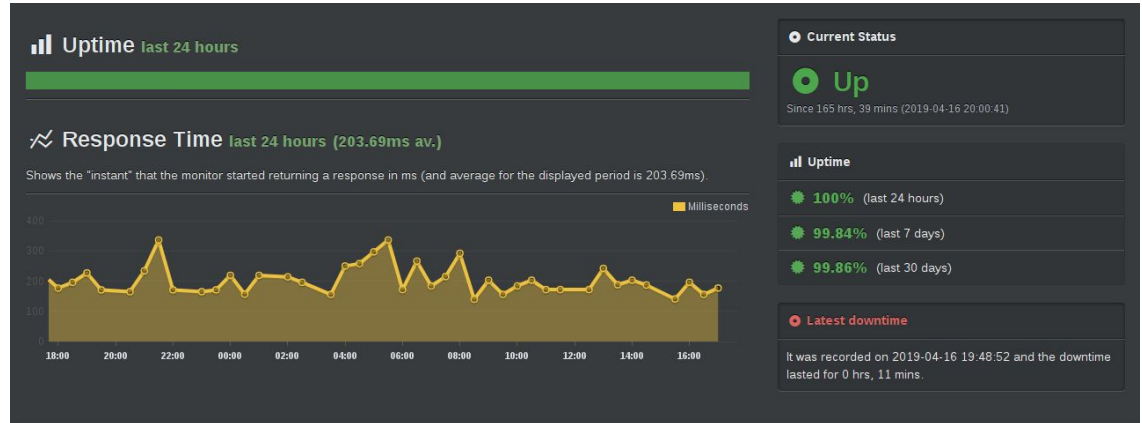 Uptime last 24 hours
Response Time last 24 hours (203.69ms av.)
Shows the "instant" that the monitor started returning a response in ms (and average for the displayed period is 203.69ms).
Milliseconds
400
300
200
100
0
18:00 20:00 22:00 00:00 02:00 04:00 06:00 08:00 10:00 12:00 14:00 16:00
Current Status
Up
Since 165 hrs, 39 mins (2019-04-16 20:00:41)
Uptime
100% (last 24 hours)
99.84% (last 7 days)
99.86% (last 30 days)
Latest downtime
It was recorded on 2019-04-16 19:48:52 and the downtime
lasted for 0 hrs, 11 mins.